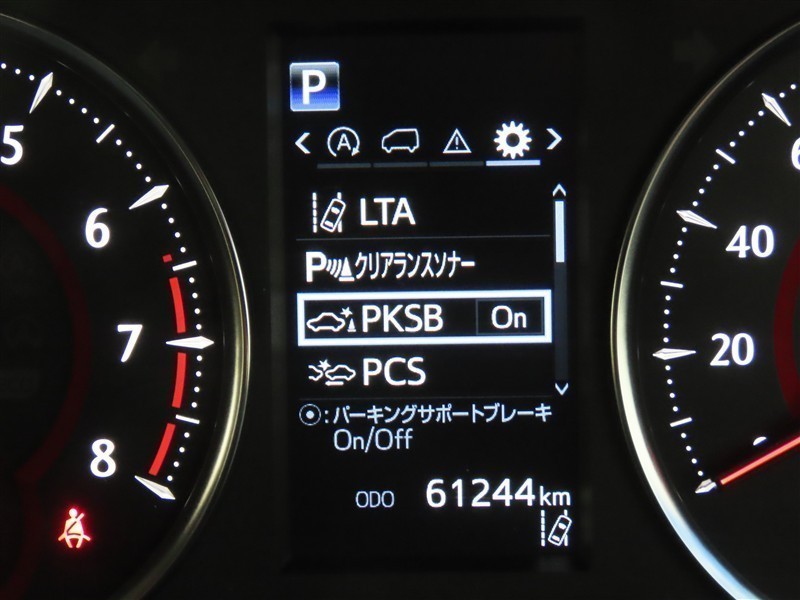 P
A
LTA
P クリアランスソナー
PKSB On
PCS
:パーキングサポートブレーキ
On/Off
ODO 61244km
5
6
7
8
40
20